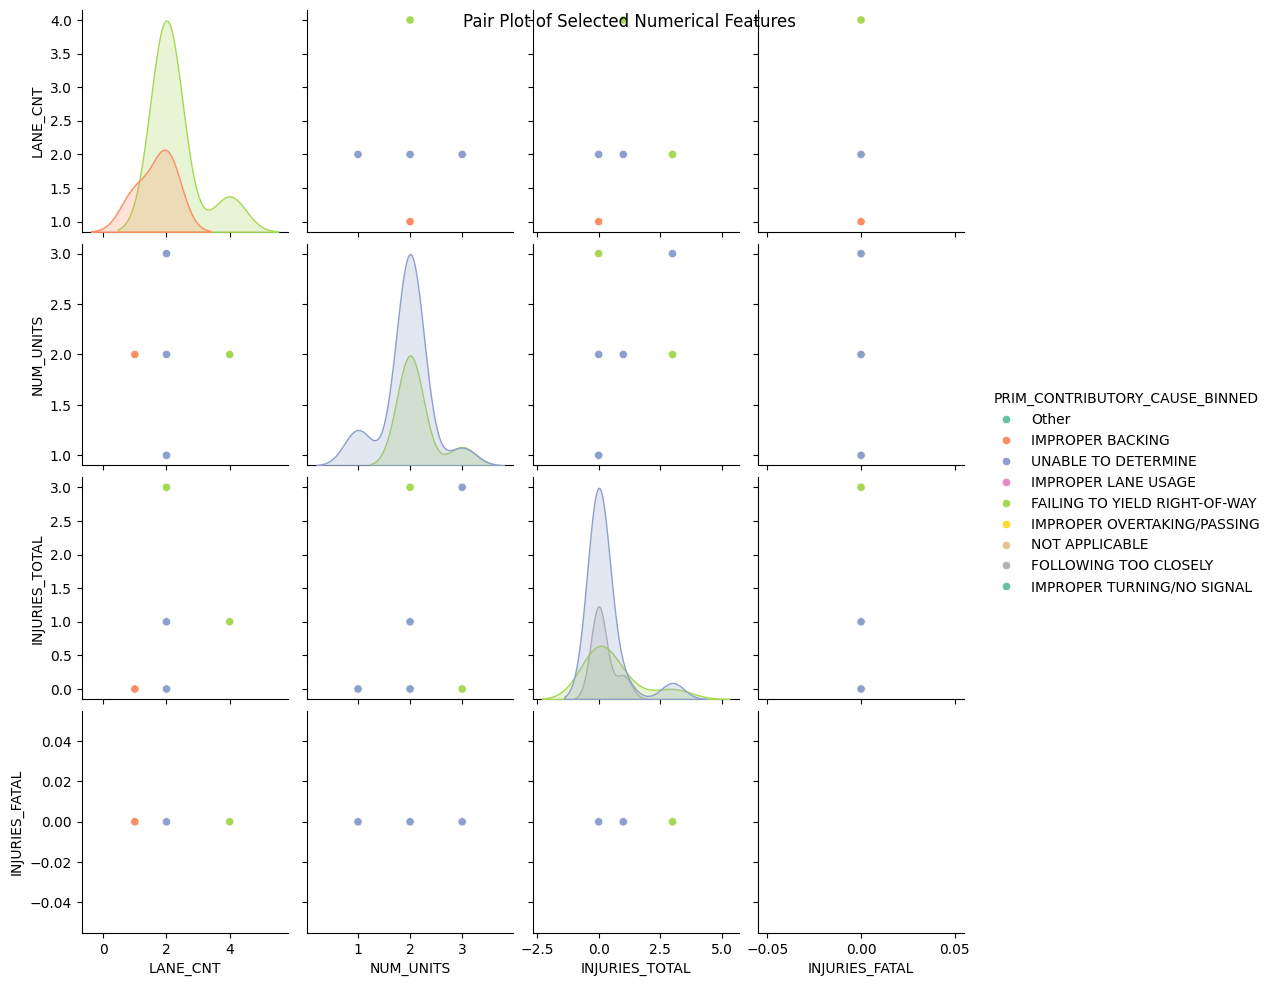 Pair Plot of Selected Numerical Features
4.0
3.5
3.0
2.5
2.0
1.5
1.0
LANE_CNT
3.0
2.5
2.0
1.5
1.0
NUM_UNITS
3.0
2.5
2.0
1.5
1.0
0.5
0.0
INJURIES_TOTAL
0.04
0.02
0.00
−0.02
−0.04
INJURIES_FATAL
0 2 4
LANE_CNT
1 2 3
NUM_UNITS
−2.5 0.0 2.5 5.0
INJURIES_TOTAL
−0.05 0.00 0.05
INJURIES_FATAL
PRIM_CONTRIBUTORY_CAUSE_BINNED
Other
IMPROPER BACKING
UNABLE TO DETERMINE
IMPROPER LANE USAGE
FAILING TO YIELD RIGHT-OF-WAY
IMPROPER OVERTAKING/PASSING
NOT APPLICABLE
FOLLOWING TOO CLOSELY
IMPROPER TURNING/NO SIGNAL